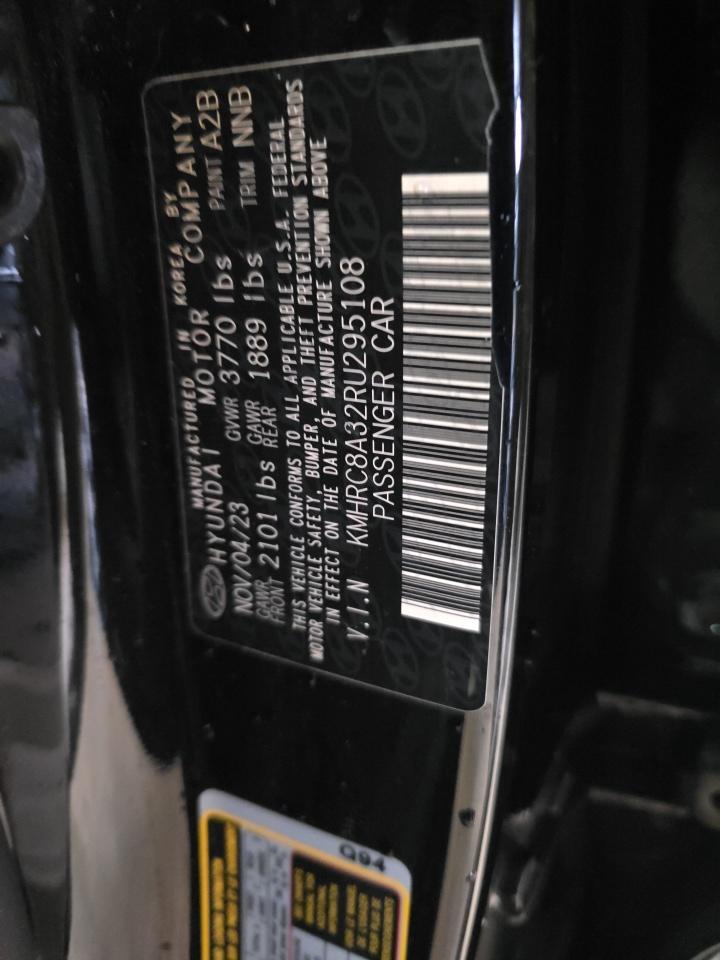 MANUFACTURED IN KOREA BY
HYUNDAI MOTOR COMPANY
NOV/04/23 GVWR 3770 lbs PAINT A2B
GAWR FRONT 2101 lbs GAWR REAR 1889 lbs TRIM NNB
THIS VEHICLE CONFORMS TO ALL APPLICABLE U.S.A. FEDERAL
MOTOR VEHICLE SAFETY, BUMPER, AND THEFT PREVENTION STANDARDS
IN EFFECT ON THE DATE OF MANUFACTURE SHOWN ABOVE
V.I.N KMHRC8A32RU295108
PASSENGER CAR
Q94